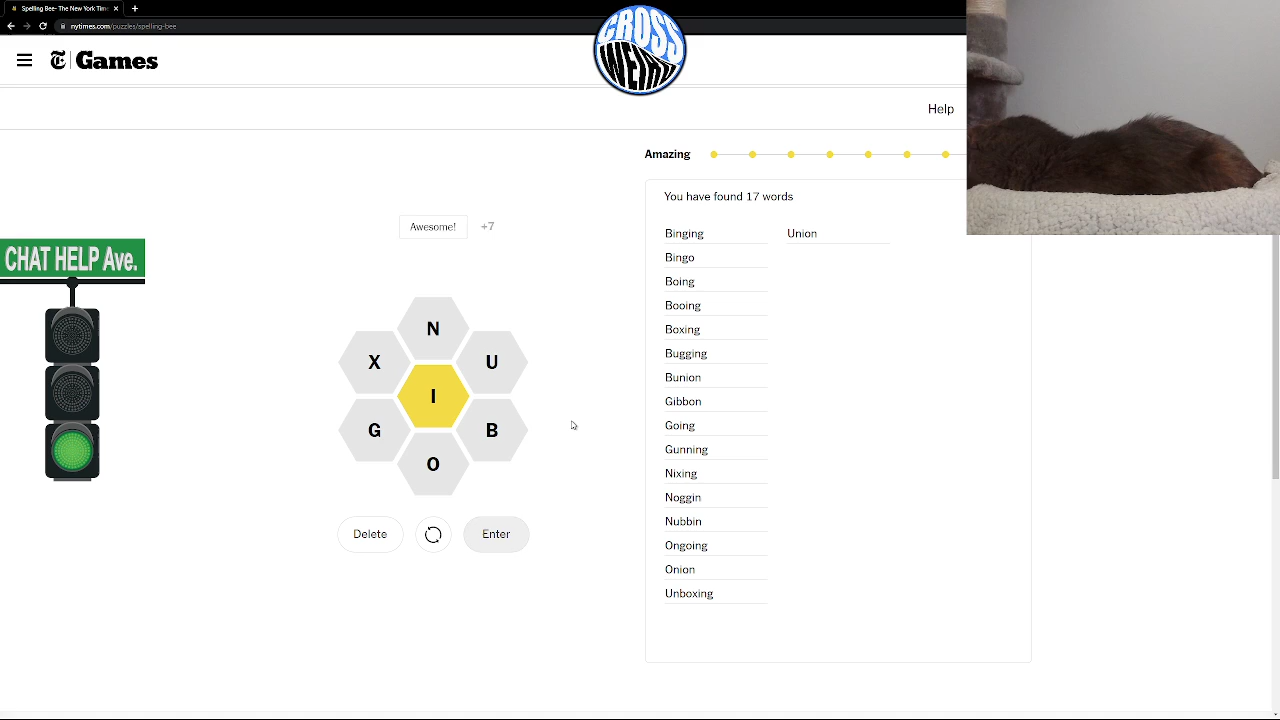 Spelling Bee- The New York Time
nytimes.com/puzzles/spelling-bee
CROSS
WEIRD
Games
Help
Amazing
You have found 17 words
Awesome! +7
Binging Union
Bingo
Boing
Booing
Boxing
Bugging
Bunion
Gibbon
Going
Gunning
Nixing
Noggin
Nubbin
Ongoing
Onion
Unboxing
CHAT HELP Ave.
N
X U
I
G B
O
Delete Enter